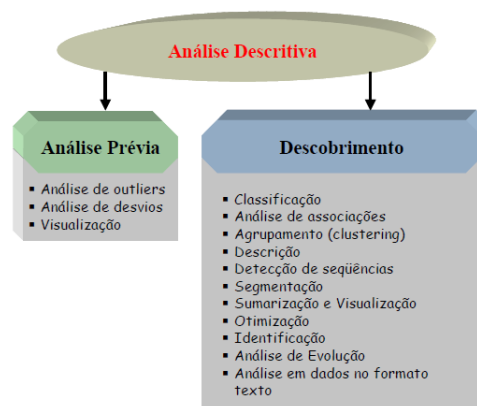 Análise Descritiva
Análise Prévia
▪ Análise de outliers
▪ Análise de desvios
▪ Visualização
Descobrimento
▪ Classificação
▪ Análise de associações
▪ Agrupamento (clustering)
▪ Descrição
▪ Detecção de seqüências
▪ Segmentação
▪ Sumarização e Visualização
▪ Otimização
▪ Identificação
▪ Análise de Evolução
▪ Análise em dados no formato
texto